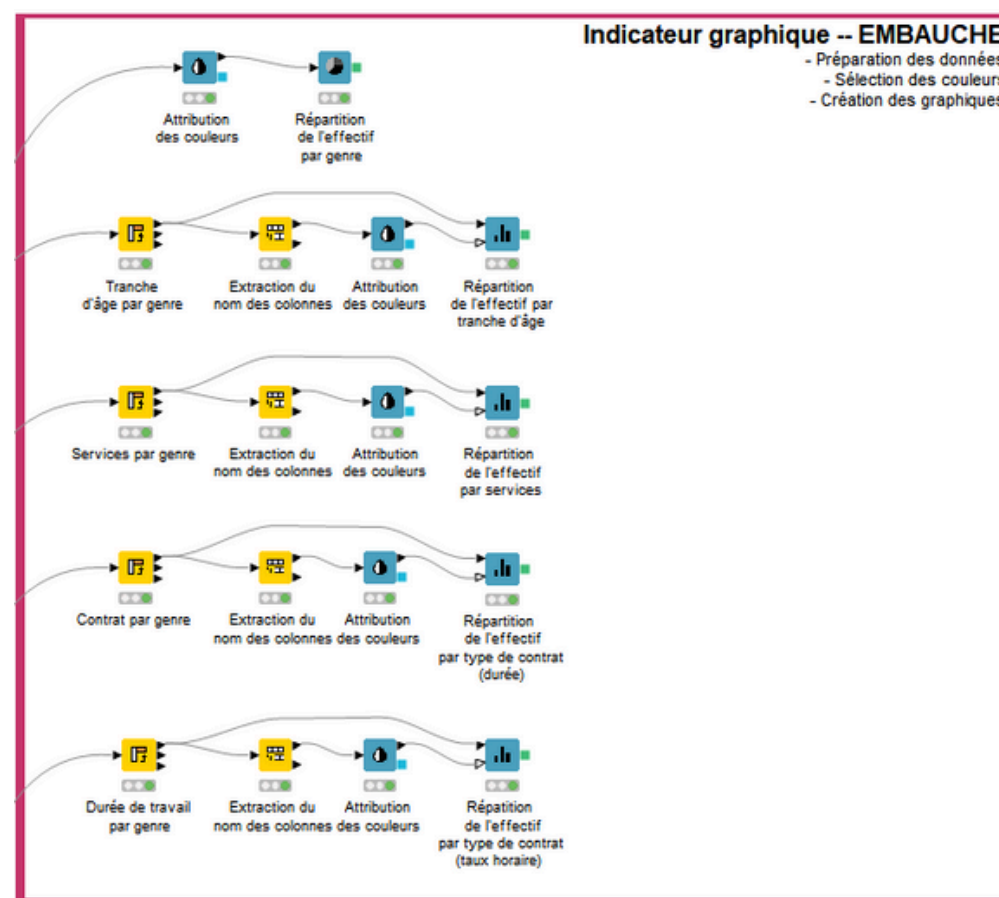 Indicateur graphique -- EMBAUCHE
- Préparation des données
- Sélection des couleurs
- Création des graphiques
Attribution
des couleurs
Répartition
de l'effectif
par genre
Tranche
d'âge par genre
Extraction du
nom des colonnes
Attribution
des couleurs
Répartition
de l'effectif par
tranche d'âge
Services par genre
Extraction du
nom des colonnes
Attribution
des couleurs
Répartition
de l'effectif
par services
Contrat par genre
Extraction du
nom des colonnes
Attribution
des couleurs
Répartition
de l'effectif
par type de contrat
(durée)
Durée de travail
par genre
Extraction du
nom des colonnes
Attribution
des couleurs
Répatition
de l'effectif
par type de contrat
(taux horaire)